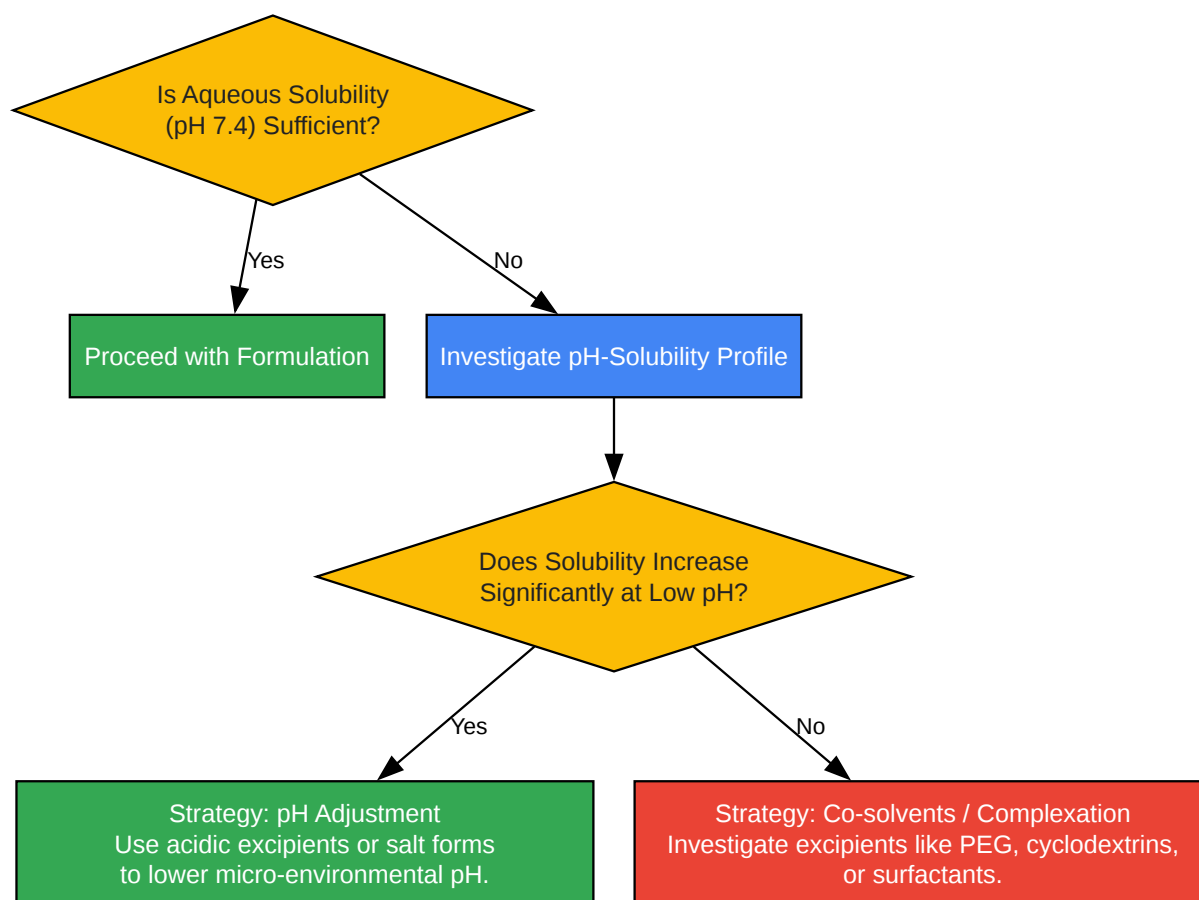 Is Aqueous Solubility
(pH 7.4) Sufficient?
Yes
No
Proceed with Formulation
Investigate pH-Solubility Profile
Does Solubility Increase
Significantly at Low pH?
Yes
No
Strategy: pH Adjustment
Use acidic excipients or salt forms
to lower micro-environmental pH.
Strategy: Co-solvents / Complexation
Investigate excipients like PEG, cyclodextrins,
or surfactants.